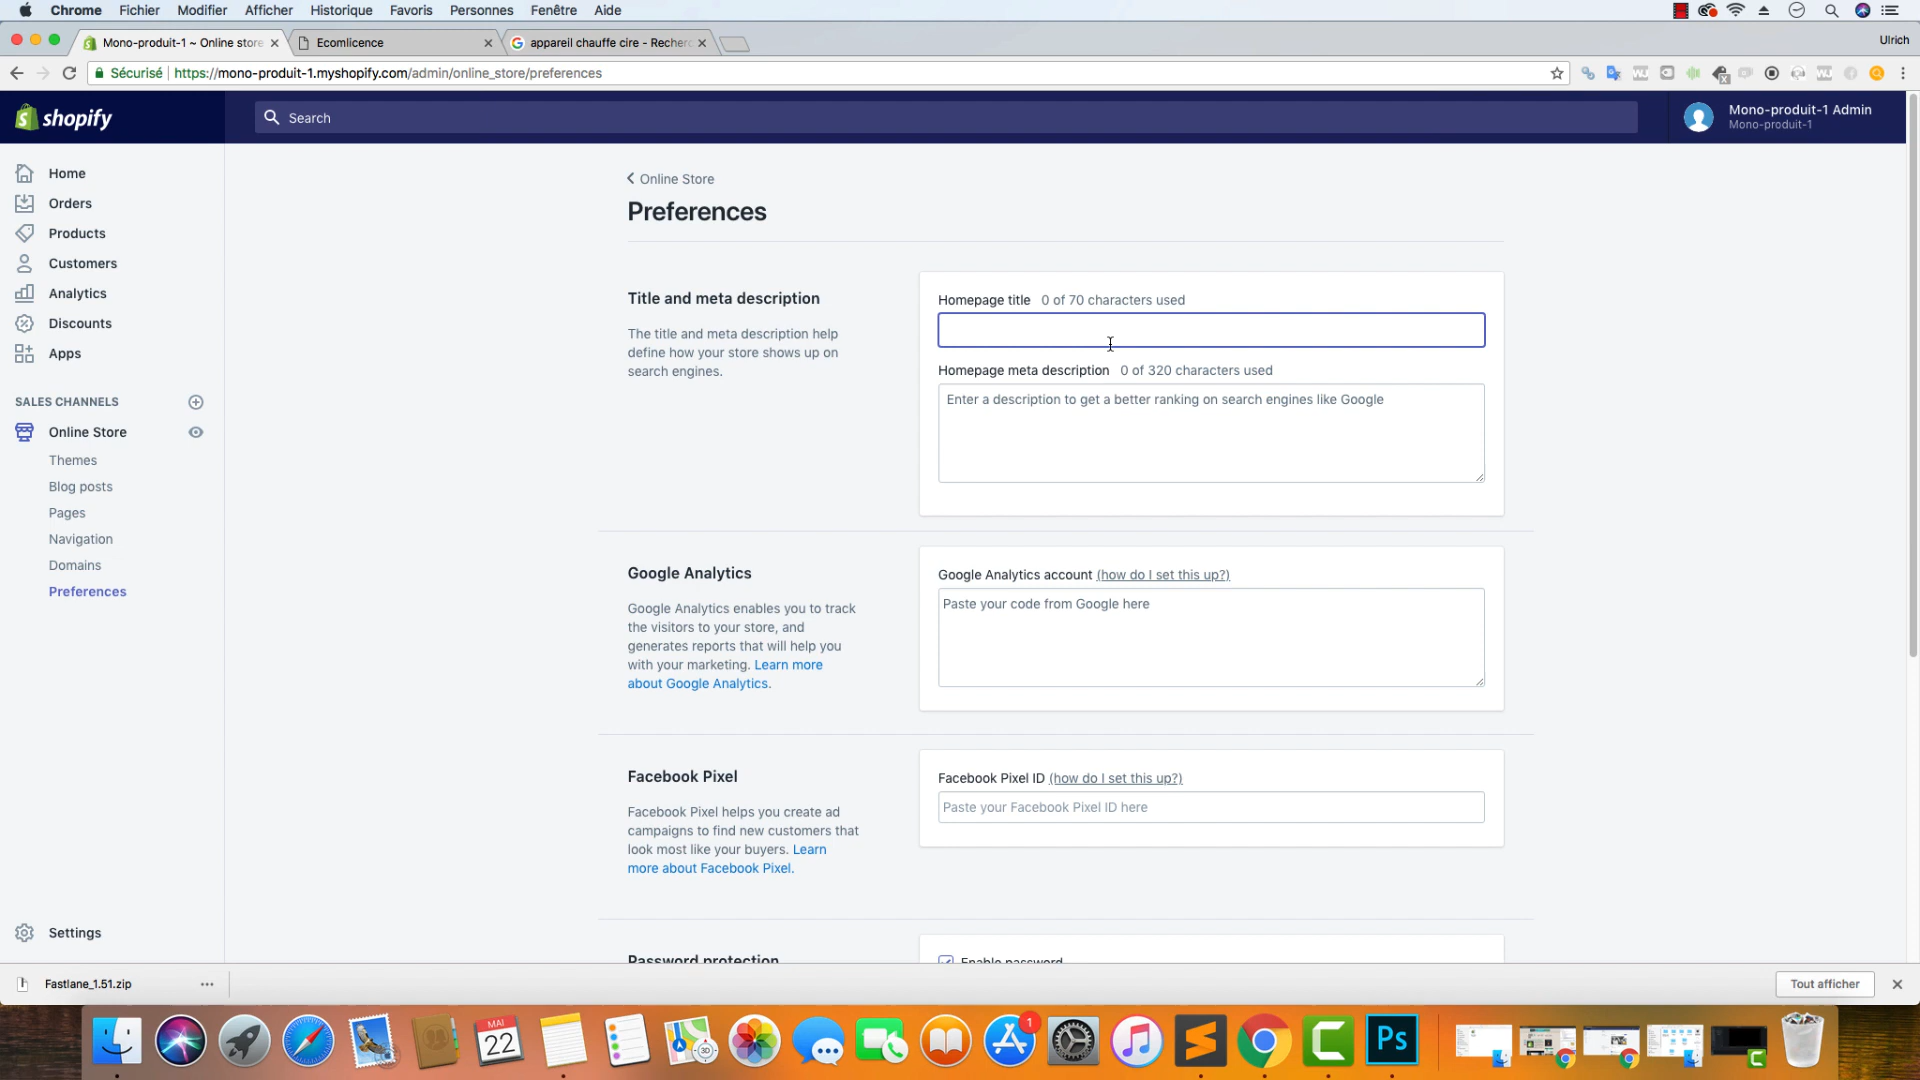 Chrome Fichier Modifier Afficher Historique Favoris Personnes Fenêtre Aide
Mono-produit-1 ~ Online store
Ecomlicence
appareil chauffe cire - Recher
Ulrich
Sécurisé https://mono-produit-1.myshopify.com/admin/online_store/preferences
shopify
Search
Mono-produit-1 Admin
Mono-produit-1
Home
Orders
Products
Customers
Analytics
Discounts
Apps
SALES CHANNELS
Online Store
Themes
Blog posts
Pages
Navigation
Domains
Preferences
Settings
Online Store
Preferences
Title and meta description
The title and meta description help
define how your store shows up on
search engines.
Homepage title 0 of 70 characters used
Homepage meta description 0 of 320 characters used
Enter a description to get a better ranking on search engines like Google
Google Analytics
Google Analytics enables you to track
the visitors to your store, and
generates reports that will help you
with your marketing. Learn more
about Google Analytics.
Google Analytics account (how do I set this up?)
Paste your code from Google here
Facebook Pixel
Facebook Pixel helps you create ad
campaigns to find new customers that
look most like your buyers. Learn
more about Facebook Pixel.
Facebook Pixel ID (how do I set this up?)
Paste your Facebook Pixel ID here
Password protection
Enable password
Fastlane_1.51.zip
Tout afficher
MAI
22
3D
1
Ps